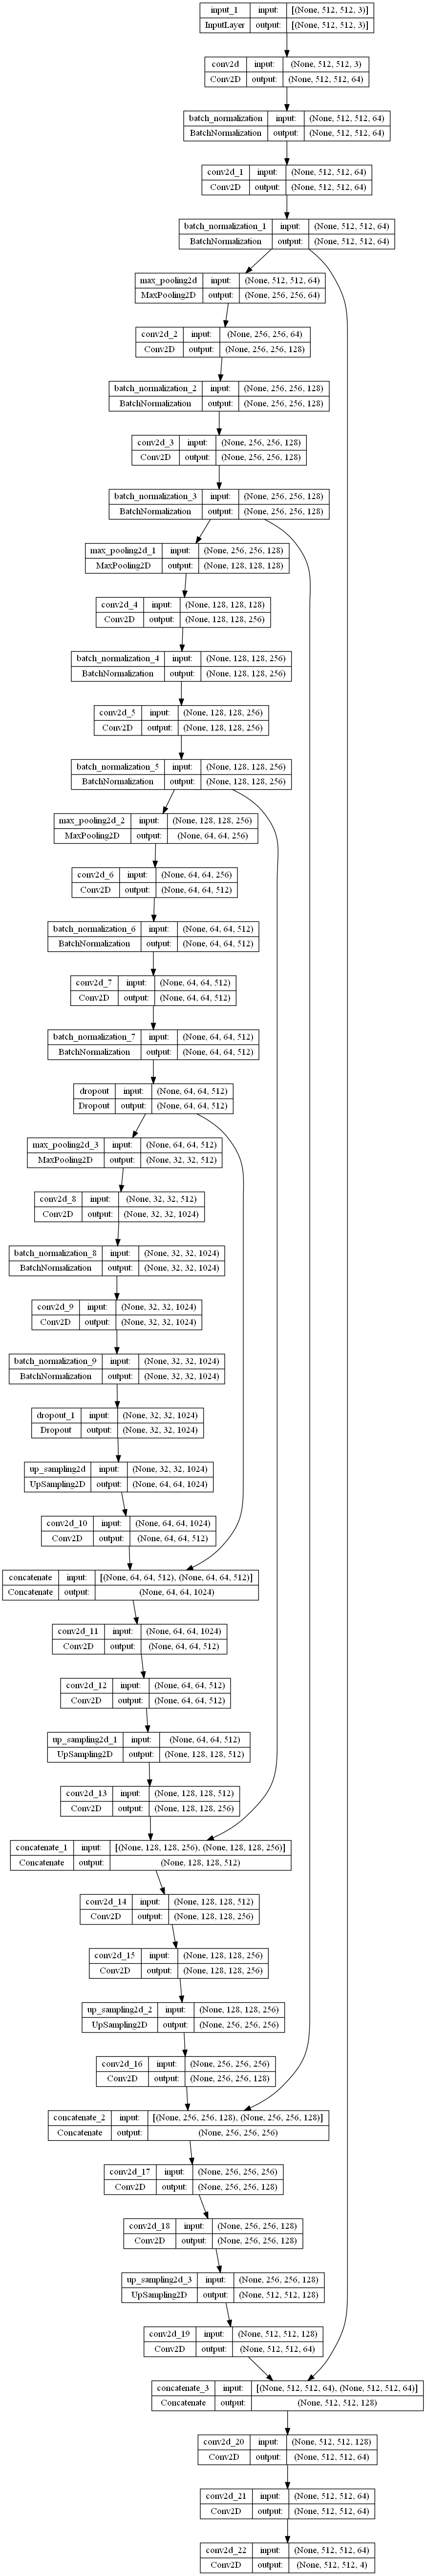 input_1 input: [(None, 512, 512, 3)]
InputLayer output: [(None, 512, 512, 3)]
conv2d input: (None, 512, 512, 3)
Conv2D output: (None, 512, 512, 64)
batch_normalization input: (None, 512, 512, 64)
BatchNormalization output: (None, 512, 512, 64)
conv2d_1 input: (None, 512, 512, 64)
Conv2D output: (None, 512, 512, 64)
batch_normalization_1 input: (None, 512, 512, 64)
BatchNormalization output: (None, 512, 512, 64)
max_pooling2d input: (None, 512, 512, 64)
MaxPooling2D output: (None, 256, 256, 64)
conv2d_2 input: (None, 256, 256, 64)
Conv2D output: (None, 256, 256, 128)
batch_normalization_2 input: (None, 256, 256, 128)
BatchNormalization output: (None, 256, 256, 128)
conv2d_3 input: (None, 256, 256, 128)
Conv2D output: (None, 256, 256, 128)
batch_normalization_3 input: (None, 256, 256, 128)
BatchNormalization output: (None, 256, 256, 128)
max_pooling2d_1 input: (None, 256, 256, 128)
MaxPooling2D output: (None, 128, 128, 128)
conv2d_4 input: (None, 128, 128, 128)
Conv2D output: (None, 128, 128, 256)
batch_normalization_4 input: (None, 128, 128, 256)
BatchNormalization output: (None, 128, 128, 256)
conv2d_5 input: (None, 128, 128, 256)
Conv2D output: (None, 128, 128, 256)
batch_normalization_5 input: (None, 128, 128, 256)
BatchNormalization output: (None, 128, 128, 256)
max_pooling2d_2 input: (None, 128, 128, 256)
MaxPooling2D output: (None, 64, 64, 256)
conv2d_6 input: (None, 64, 64, 256)
Conv2D output: (None, 64, 64, 512)
batch_normalization_6 input: (None, 64, 64, 512)
BatchNormalization output: (None, 64, 64, 512)
conv2d_7 input: (None, 64, 64, 512)
Conv2D output: (None, 64, 64, 512)
batch_normalization_7 input: (None, 64, 64, 512)
BatchNormalization output: (None, 64, 64, 512)
dropout input: (None, 64, 64, 512)
Dropout output: (None, 64, 64, 512)
max_pooling2d_3 input: (None, 64, 64, 512)
MaxPooling2D output: (None, 32, 32, 512)
conv2d_8 input: (None, 32, 32, 512)
Conv2D output: (None, 32, 32, 1024)
batch_normalization_8 input: (None, 32, 32, 1024)
BatchNormalization output: (None, 32, 32, 1024)
conv2d_9 input: (None, 32, 32, 1024)
Conv2D output: (None, 32, 32, 1024)
batch_normalization_9 input: (None, 32, 32, 1024)
BatchNormalization output: (None, 32, 32, 1024)
dropout_1 input: (None, 32, 32, 1024)
Dropout output: (None, 32, 32, 1024)
up_sampling2d input: (None, 32, 32, 1024)
UpSampling2D output: (None, 64, 64, 1024)
conv2d_10 input: (None, 64, 64, 1024)
Conv2D output: (None, 64, 64, 512)
concatenate input: [(None, 64, 64, 512), (None, 64, 64, 512)]
Concatenate output: (None, 64, 64, 1024)
conv2d_11 input: (None, 64, 64, 1024)
Conv2D output: (None, 64, 64, 512)
conv2d_12 input: (None, 64, 64, 512)
Conv2D output: (None, 64, 64, 512)
up_sampling2d_1 input: (None, 64, 64, 512)
UpSampling2D output: (None, 128, 128, 512)
conv2d_13 input: (None, 128, 128, 512)
Conv2D output: (None, 128, 128, 256)
concatenate_1 input: [(None, 128, 128, 256), (None, 128, 128, 256)]
Concatenate output: (None, 128, 128, 512)
conv2d_14 input: (None, 128, 128, 512)
Conv2D output: (None, 128, 128, 256)
conv2d_15 input: (None, 128, 128, 256)
Conv2D output: (None, 128, 128, 256)
up_sampling2d_2 input: (None, 128, 128, 256)
UpSampling2D output: (None, 256, 256, 256)
conv2d_16 input: (None, 256, 256, 256)
Conv2D output: (None, 256, 256, 128)
concatenate_2 input: [(None, 256, 256, 128), (None, 256, 256, 128)]
Concatenate output: (None, 256, 256, 256)
conv2d_17 input: (None, 256, 256, 256)
Conv2D output: (None, 256, 256, 128)
conv2d_18 input: (None, 256, 256, 128)
Conv2D output: (None, 256, 256, 128)
up_sampling2d_3 input: (None, 256, 256, 128)
UpSampling2D output: (None, 512, 512, 128)
conv2d_19 input: (None, 512, 512, 128)
Conv2D output: (None, 512, 512, 64)
concatenate_3 input: [(None, 512, 512, 64), (None, 512, 512, 64)]
Concatenate output: (None, 512, 512, 128)
conv2d_20 input: (None, 512, 512, 128)
Conv2D output: (None, 512, 512, 64)
conv2d_21 input: (None, 512, 512, 64)
Conv2D output: (None, 512, 512, 64)
conv2d_22 input: (None, 512, 512, 64)
Conv2D output: (None, 512, 512, 4)